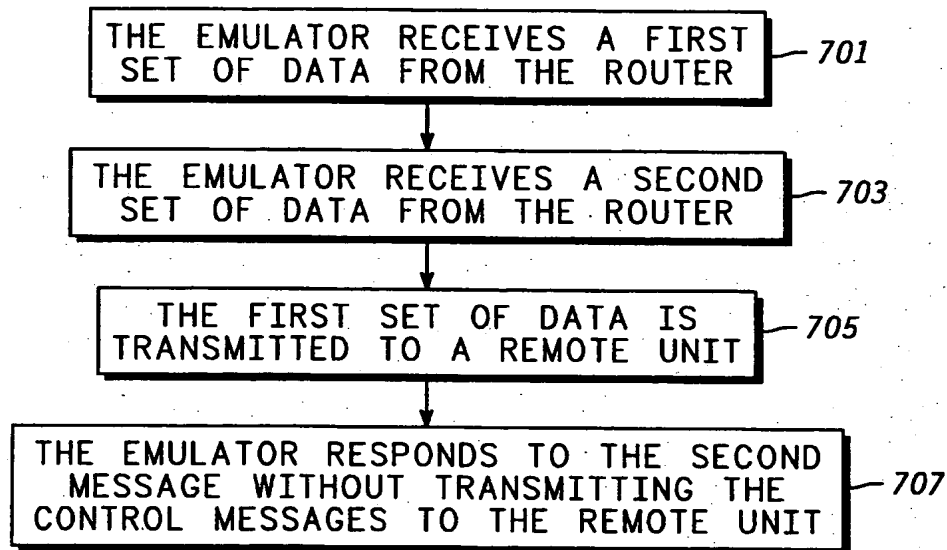 THE EMULATOR RECEIVES A FIRST
SET OF DATA FROM THE ROUTER
701
THE EMULATOR RECEIVES A SECOND
SET OF DATA FROM THE ROUTER
703
THE FIRST SET OF DATA IS
TRANSMITTED TO A REMOTE UNIT
705
THE EMULATOR RESPONDS TO THE SECOND
MESSAGE WITHOUT TRANSMITTING THE
CONTROL MESSAGES TO THE REMOTE UNIT
707